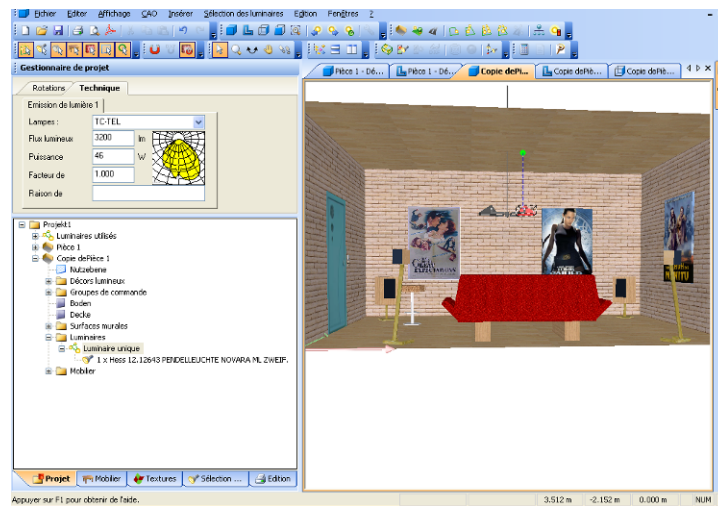 Fichier Editer Affichage CAO Insérer Sélection des luminaires Edition Fenêtres ?
Gestionnaire de projet
Pièce 1 - Dé...
Pièce 1 - Dé...
Copie dePi...
Copie dePiè...
Copie dePiè...
Rotations Technique
Emission de lumière 1
Lampes : TC-TEL
Flux lumineux 3200 lm
Puissance 46 W
Facteur de 1.000
Raison de
Projekt1
Luminaires utilisés
Pièce 1
Copie dePièce 1
Nutzebene
Décors lumineux
Groupes de commande
Boden
Decke
Surfaces murales
Luminaires
Luminaire unique
1 x Hess 12.12643 PENDELLEUCHTE NOVARA ML ZWEIF.
Mobilier
Projet Mobilier Textures Sélection ... Edition
Appuyer sur F1 pour obtenir de l'aide.
3.512 m -2.152 m 0.000 m NUM